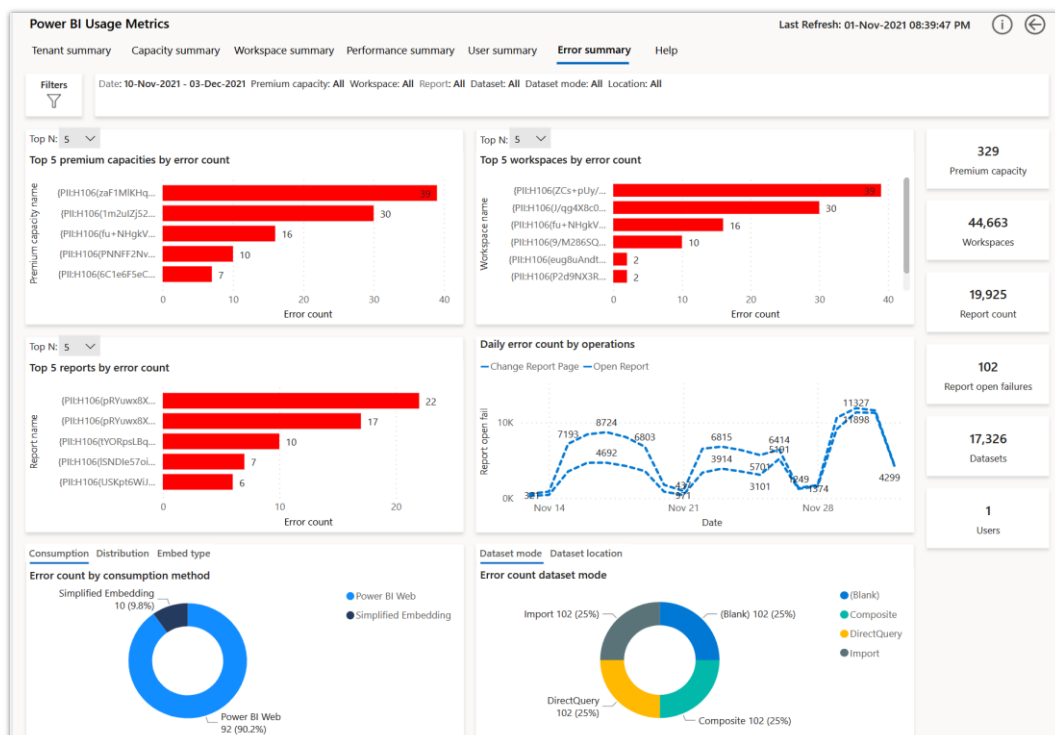 Power BI Usage Metrics
Last Refresh: 01-Nov-2021 08:39:47 PM
Tenant summary Capacity summary Workspace summary Performance summary User summary Error summary Help
Filters
Date: 10-Nov-2021 - 03-Dec-2021 Premium capacity: All Workspace: All Report: All Dataset: All Dataset mode: All Location: All
Top N: 5
Top 5 premium capacities by error count
Premium capacity name
{PII:H106(zaF1MlKHq... 39
{PII:H106(1m2uIZj52... 30
{PII:H106(fu+NHgkV... 16
{PII:H106(PNNFF2Nv... 10
{PII:H106(6C1e6F5eC... 7
0 10 20 30 40
Error count
Top N: 5
Top 5 workspaces by error count
Workspace name
{PII:H106(ZCs+pUy/... 39
{PII:H106(J/qg4X8c0... 30
{PII:H106(fu+NHgkV... 16
{PII:H106(9/M286SQ... 10
{PII:H106(eug8uAndt... 2
{PII:H106(P2d9NX3R... 2
0 10 20 30 40
Error count
329
Premium capacity
44,663
Workspaces
19,925
Report count
102
Report open failures
17,326
Datasets
1
Users
Top N: 5
Top 5 reports by error count
Report name
{PII:H106(pRYuwx8X... 22
{PII:H106(pRYuwx8X... 17
{PII:H106(tYORpsLBq... 10
{PII:H106(lSNDIe57oi... 7
{PII:H106(USKpt6WiJ... 6
0 10 20
Error count
Daily error count by operations
Change Report Page Open Report
Report open fail
10K
0K
7193 8724 6803 6815 6414 11327
4692 3914 5701 5191 11898
3101 1249 1374 4299
Nov 14 Nov 21 Nov 28
Date
Consumption Distribution Embed type
Error count by consumption method
Simplified Embedding
10 (9.8%)
Power BI Web
92 (90.2%)
Power BI Web
Simplified Embedding
Dataset mode Dataset location
Error count dataset mode
Import 102 (25%)
(Blank) 102 (25%)
DirectQuery
102 (25%)
Composite 102 (25%)
(Blank)
Composite
DirectQuery
Import